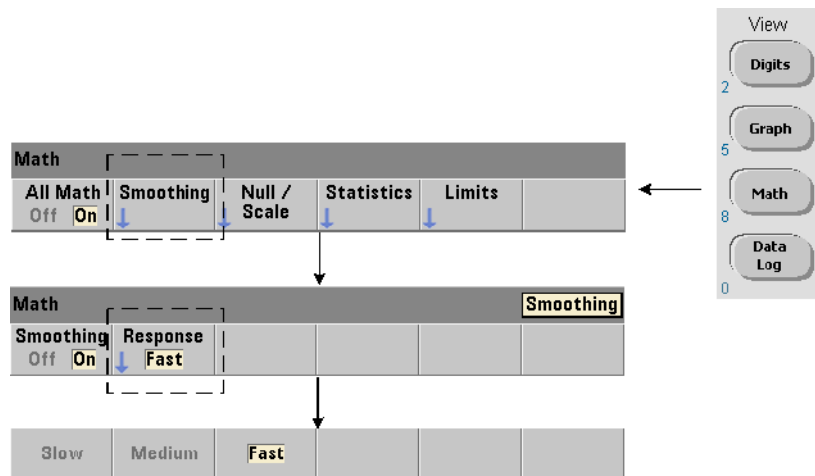 View
Digits
2
Graph
5
Math
8
Data
Log
0
Math
All Math
Off On
Smoothing
Null /
Scale
Statistics
Limits
Math
Smoothing
Smoothing
Off On
Response
Fast
Slow
Medium
Fast